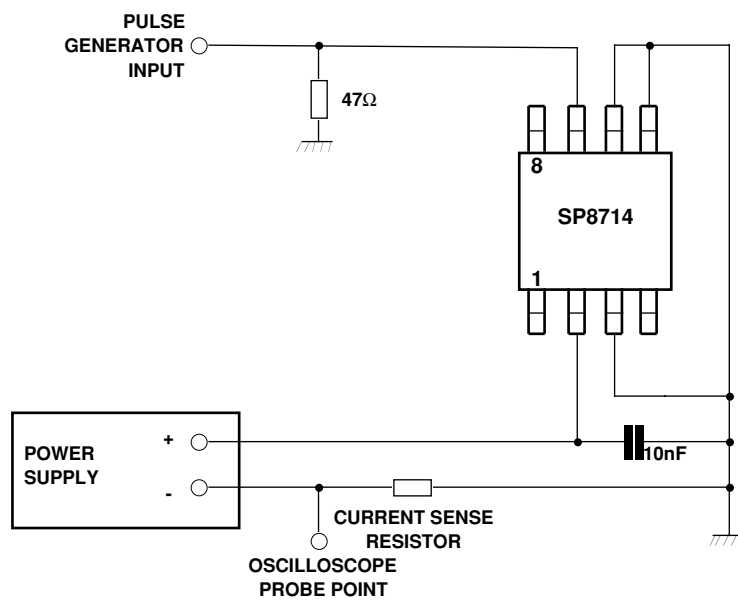 PULSE
GENERATOR
INPUT
47Ω
8
SP8714
1
POWER
SUPPLY
+
-
10nF
CURRENT SENSE
RESISTOR
OSCILLOSCOPE
PROBE POINT